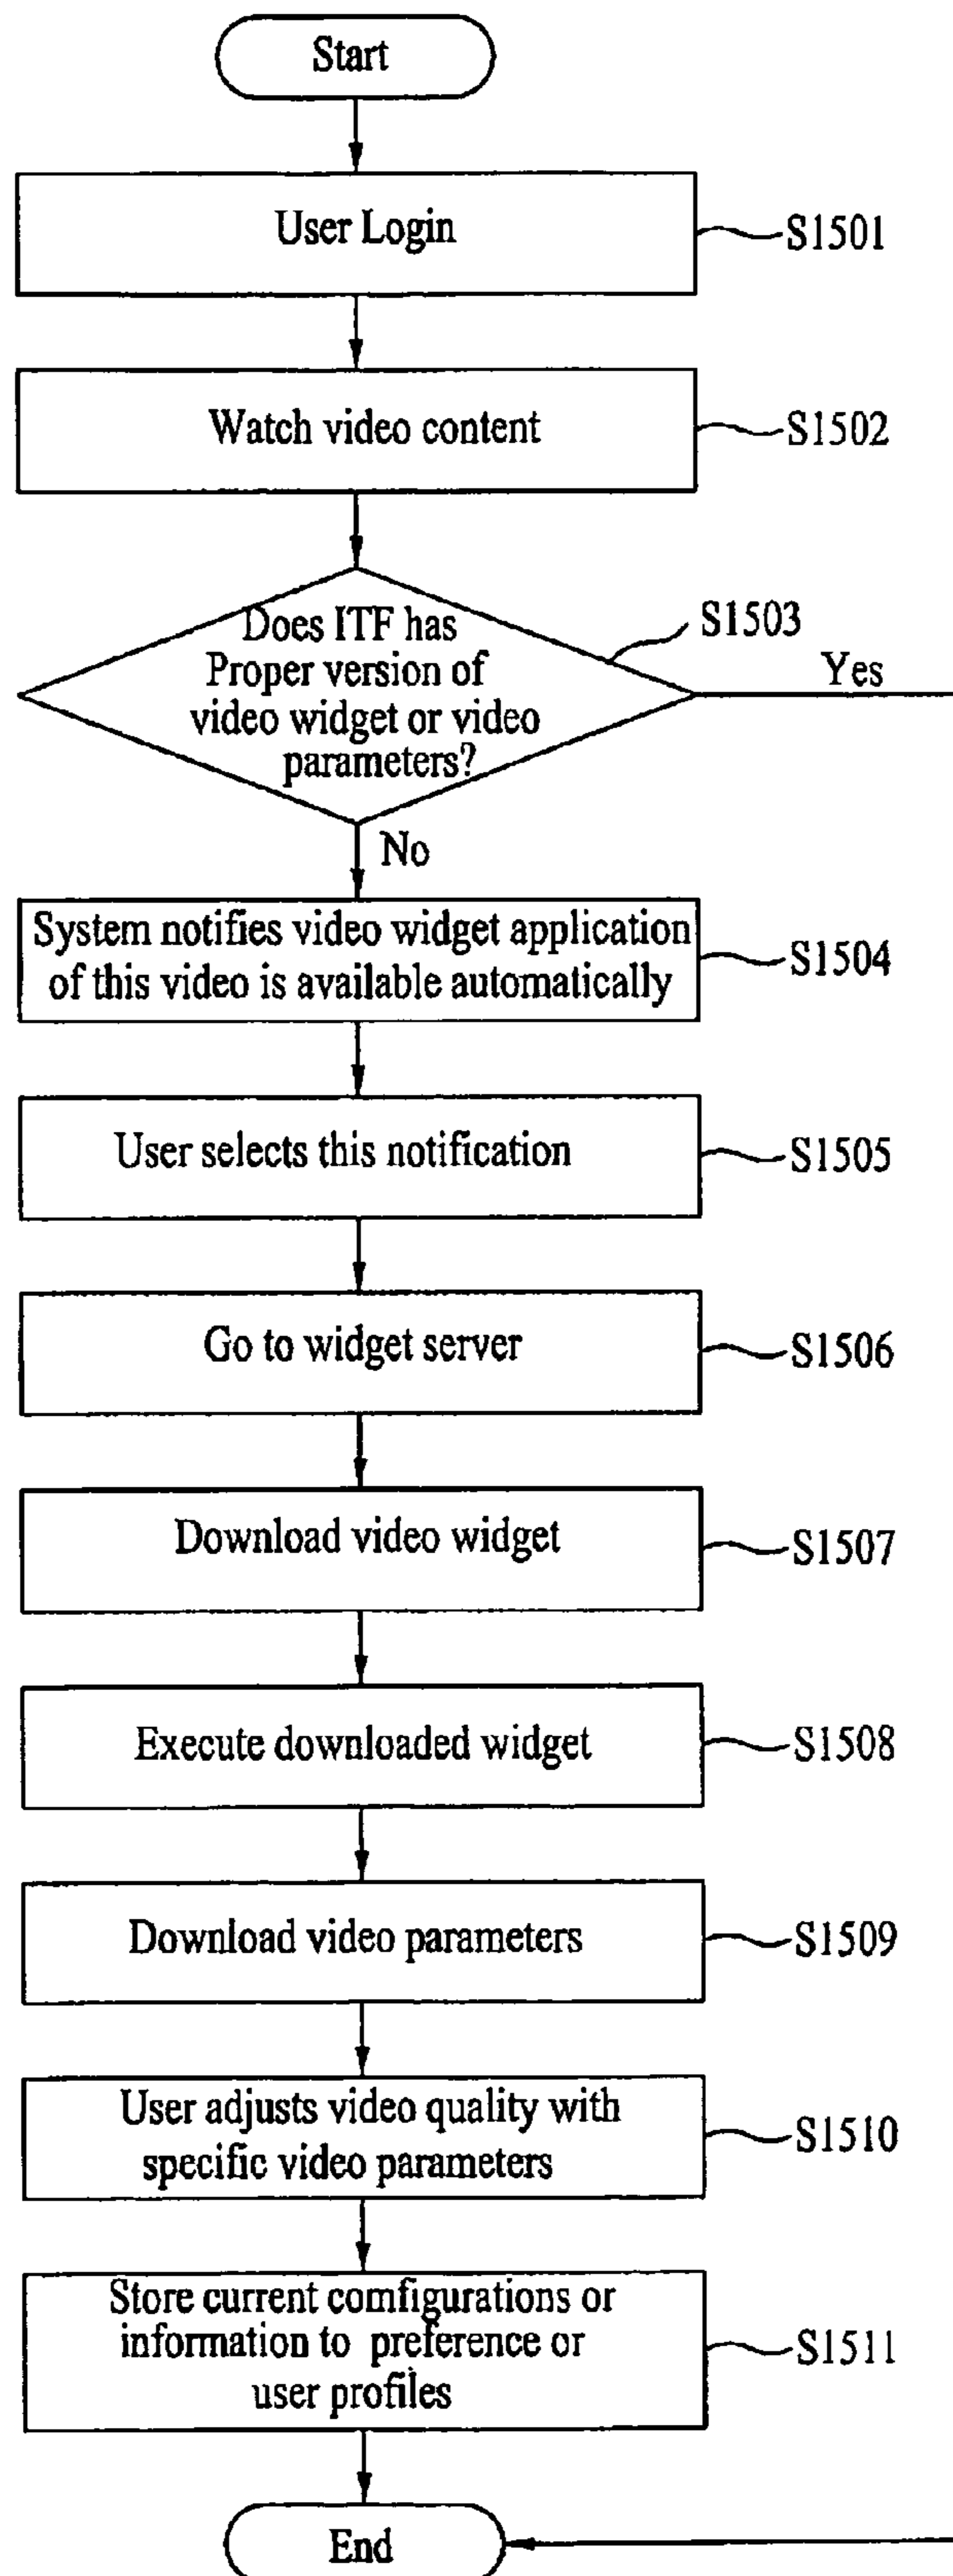 Start
User Login
S1501
Watch video content
S1502
Does ITF has
Proper version of
video widget or video
parameters?
S1503
Yes
No
System notifies video widget application
of this video is available automatically
S1504
User selects this notification
S1505
Go to widget server
S1506
Download video widget
S1507
Execute downloaded widget
S1508
Download video parameters
S1509
User adjusts video quality with
specific video parameters
S1510
Store current comfigurations or
information to preference or
user profiles
S1511
End